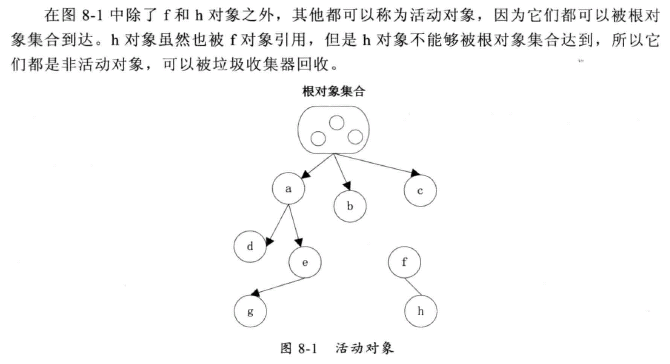 在图 8-1 中除了 f 和 h 对象之外，其他都可以称为活动对象，因为它们都可以被根对
象集合到达。h 对象虽然也被 f 对象引用，但是 h 对象不能够被根对象集合达到，所以它
们都是非活动对象，可以被垃圾收集器回收。
根对象集合
a
b
c
d
e
f
g
h
图 8-1 活动对象